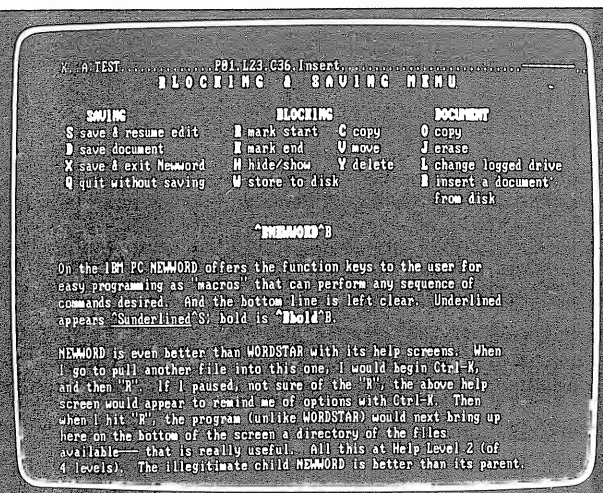 K. A:TEST..............P01.L23.C36.Insert................................
BLOCKING & SAVING MENU
SAVING BLOCKING DOCUMENT
S save & resume edit B mark start C copy O copy
D save document K mark end V move J erase
X save & exit Newword H hide/show Y delete L change logged drive
Q quit without saving W store to disk R insert a document
from disk
^BNEWWORD^B
On the IBM PC NEWWORD offers the function keys to the user for
easy programming as "macros" that can perform any sequence of
commands desired. And the bottom line is left clear. Underlined
appears ^Sunderlined^S; bold is ^Bbold^B.
NEWWORD is even better than WORDSTAR with its help screens. When
I go to pull another file into this one, I would begin Ctrl-K,
and then "R". If I paused, not sure of the "R", the above help
screen would appear to remind me of options with Ctrl-K. Then
when I hit "R", the program (unlike WORDSTAR) would next bring up
here on the bottom of the screen a directory of the files
available—— that is really useful. All this at Help Level 2 (of
4 levels). The illegitimate child NEWWORD is better than its parent.